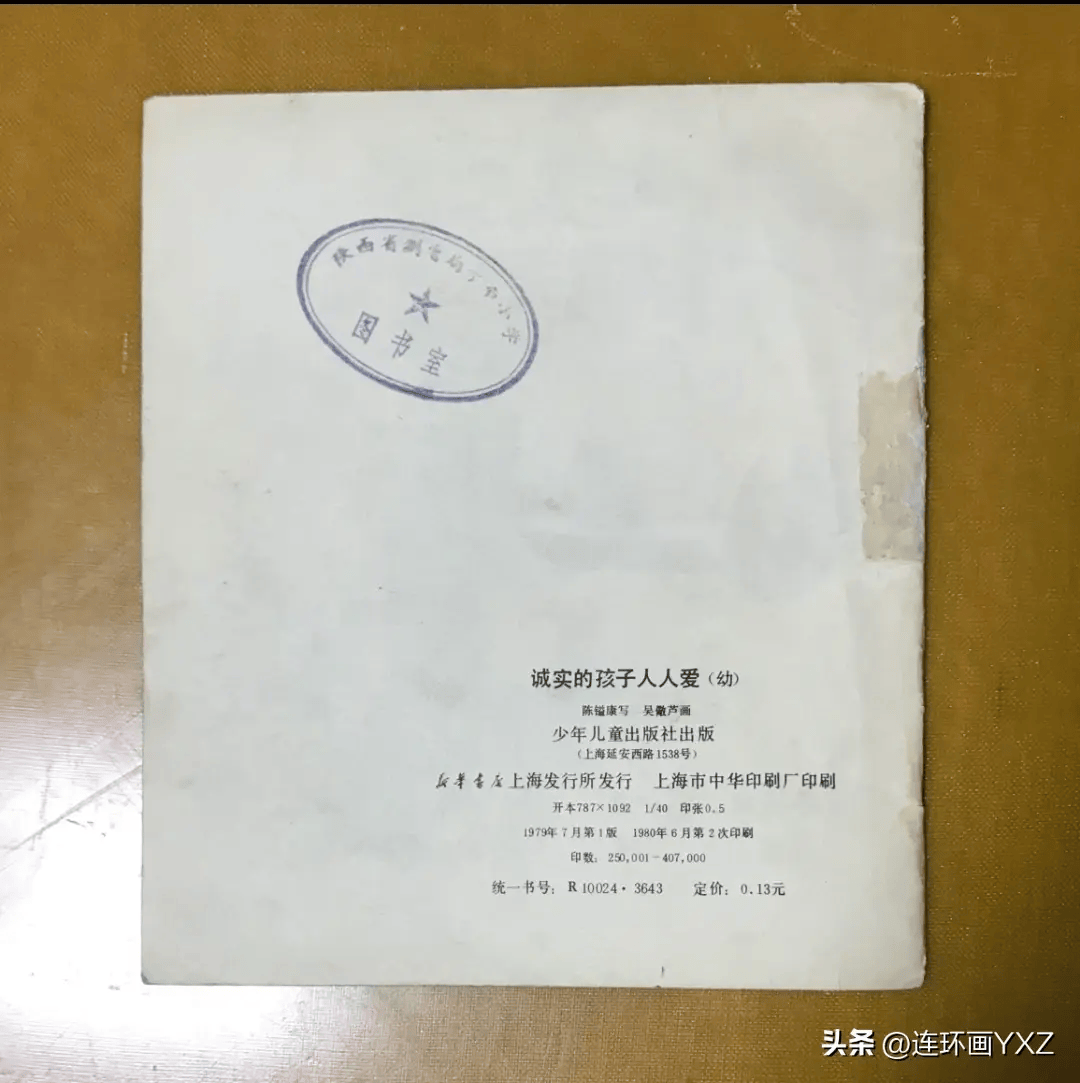 陕西省
小学
图书室
诚实的孩子人人爱（幼）
陈镒康写　吴儆芦画
少年儿童出版社出版
（上海延安西路1538号）
新华书店上海发行所发行　上海市中华印刷厂印刷
开本787×1092　1/40　印张0.5
1979年7月第1版　1980年6月第2次印刷
印数：250,001－407,000
统一书号：R 10024·3643　定价：0.13元
头条 @连环画YXZ